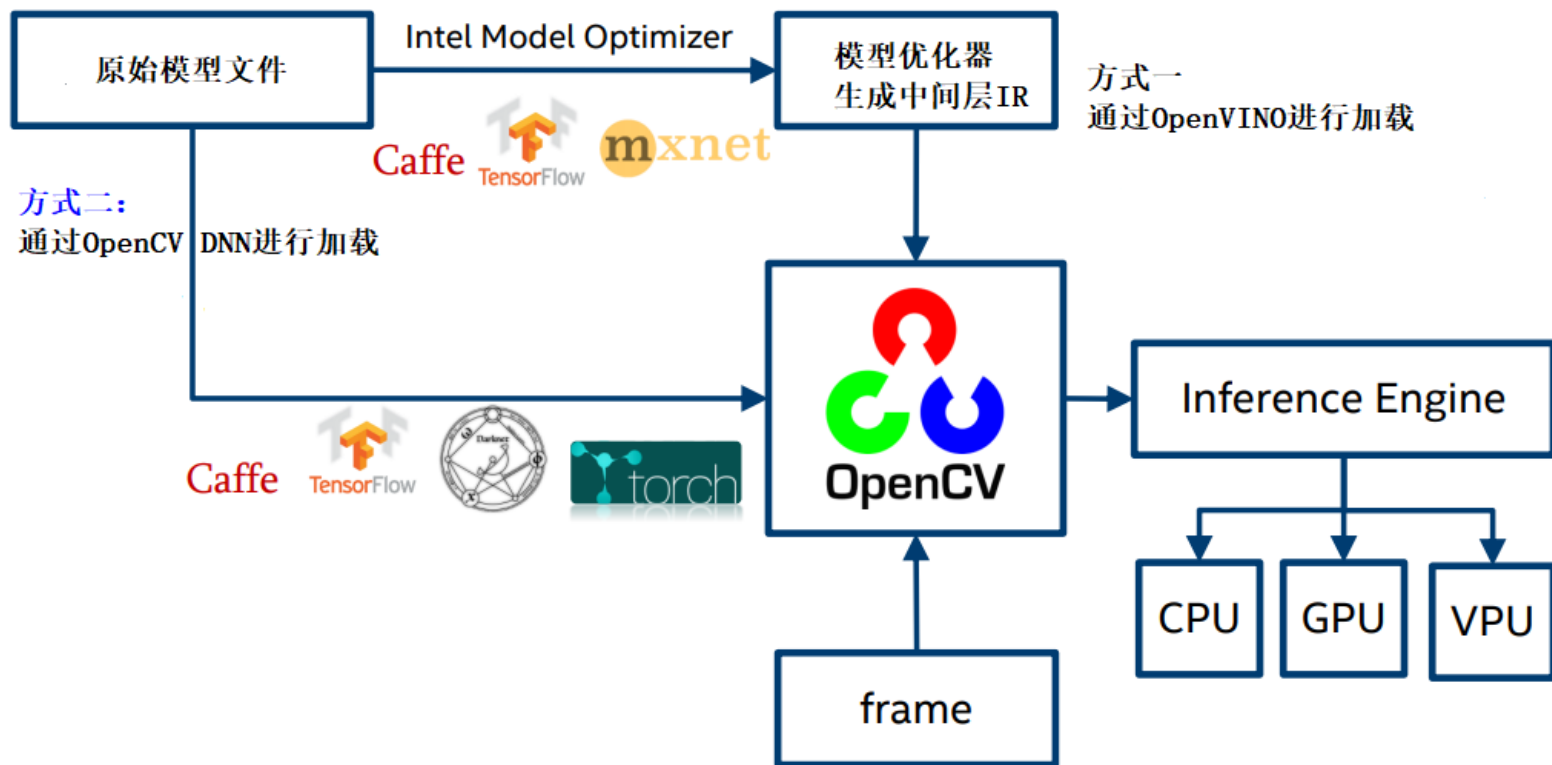 原始模型文件
Intel Model Optimizer
模型优化器
生成中间层IR
方式一
通过OpenVINO进行加载
Caffe
TensorFlow
mxnet
方式二:
通过OpenCV DNN进行加载
Caffe
TensorFlow
Darknet
torch
OpenCV
Inference Engine
CPU
GPU
VPU
frame